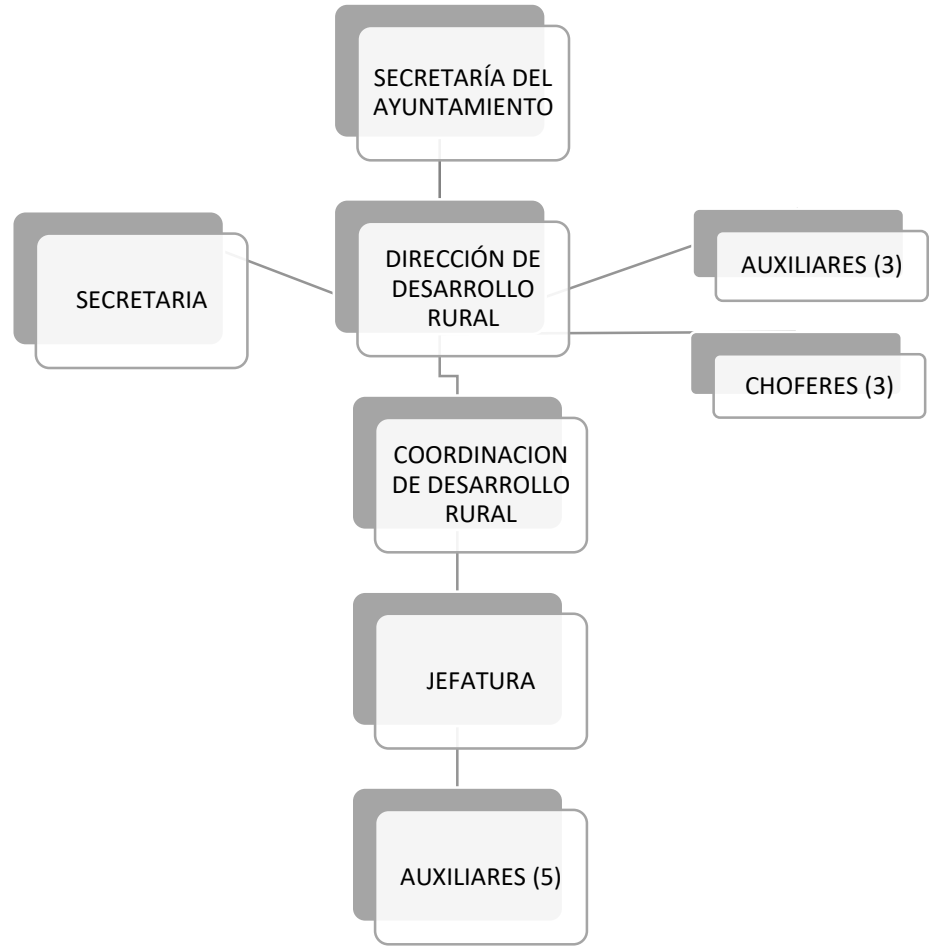 SECRETARÍA DEL
AYUNTAMIENTO
SECRETARIA
DIRECCIÓN DE
DESARROLLO
RURAL
AUXILIARES (3)
CHOFERES (3)
COORDINACION
DE DESARROLLO
RURAL
JEFATURA
AUXILIARES (5)